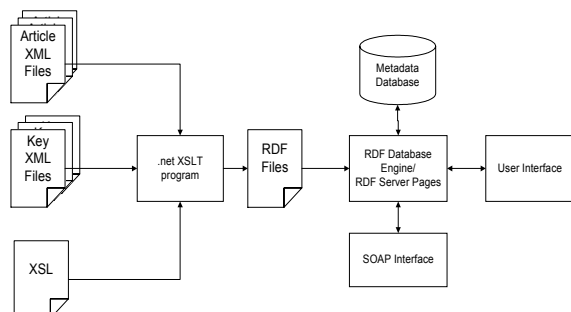 Article
XML
Files
Key
XML
Files
XSL
.net XSLT
program
RDF
Files
Metadata
Database
RDF Database
Engine/
RDF Server Pages
User Interface
SOAP Interface